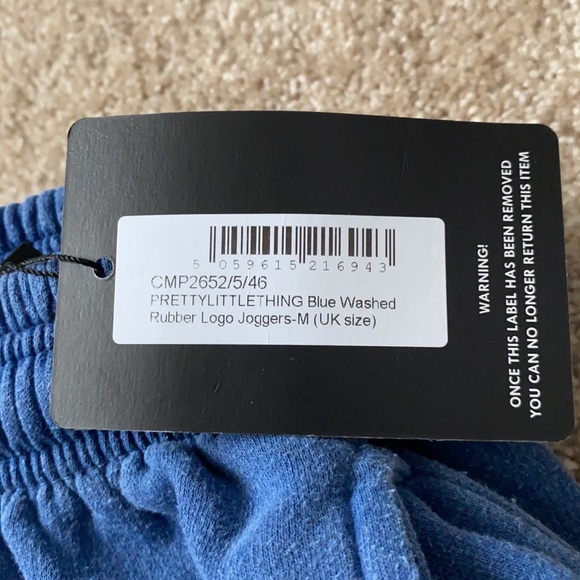 5 059615 216943
CMP2652/5/46
PRETTYLITTLETHING Blue Washed
Rubber Logo Joggers-M (UK size)
WARNING!
ONCE THIS LABEL HAS BEEN REMOVED
YOU CAN NO LONGER RETURN THIS ITEM